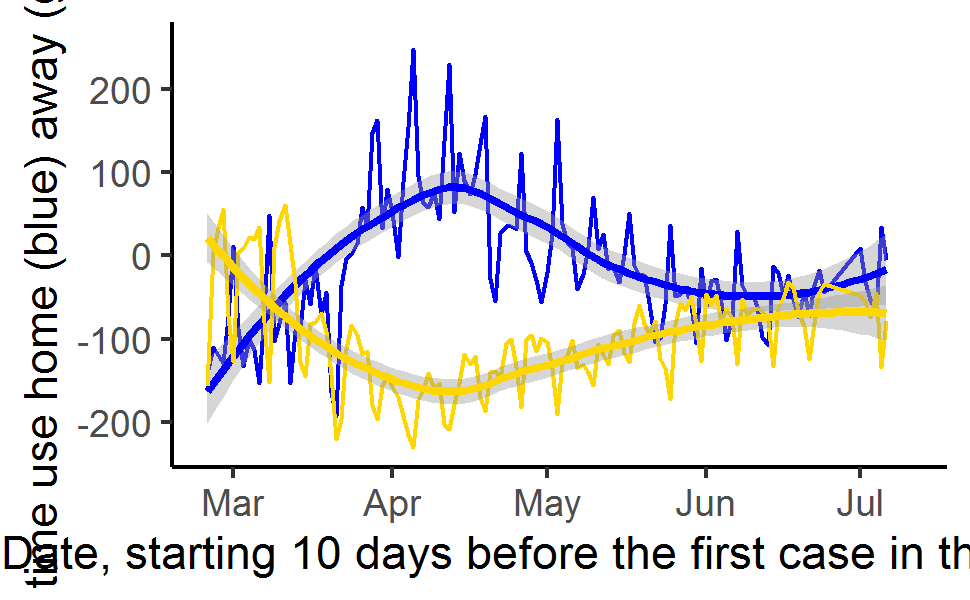 time use home (blue) away (
200
100
0
-100
-200
Mar Apr May Jun Jul
Date, starting 10 days before the first case in th